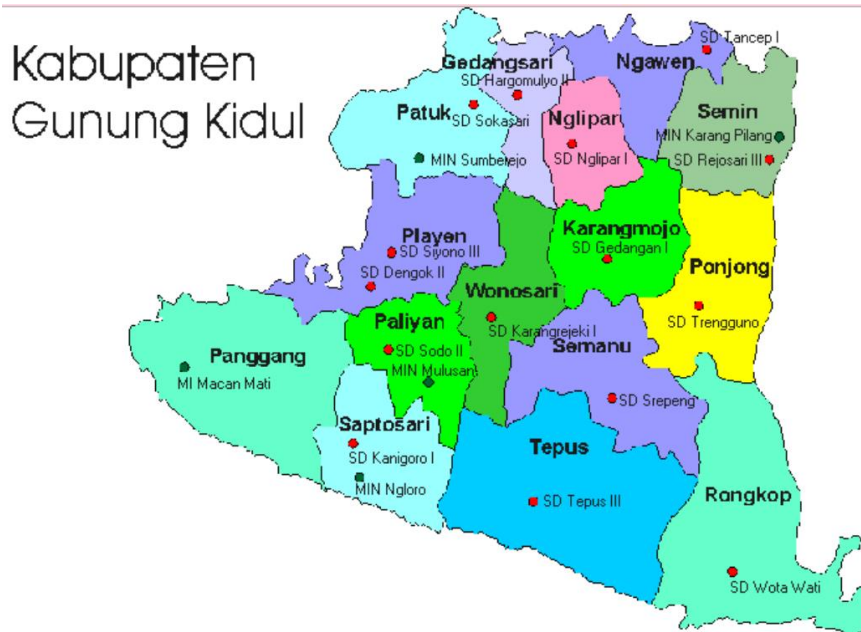 Kabupaten
Gunung Kidul
SD Tancep I
Gedangsari
Ngawen
SD Hargomulyo II
Patuk
SD Sokasari
Nglipar
Semin
MIN Karang Pilang
MIN Sumberejo
SD Nglipar I
SD Rejosari III
Playen
SD Siyono III
Karangmojo
SD Gedangan I
Ponjong
SD Dengok II
Wonosari
SD Trengguno
Paliyan
SD Karangrejeki I
Panggang
SD Sodo II
Semanu
MI Macan Mati
MIN Mulusan
SD Srepeng
Saptosari
SD Kanigoro I
Tepus
MIN Ngloro
SD Tepus III
Rongkop
SD Wota Wati